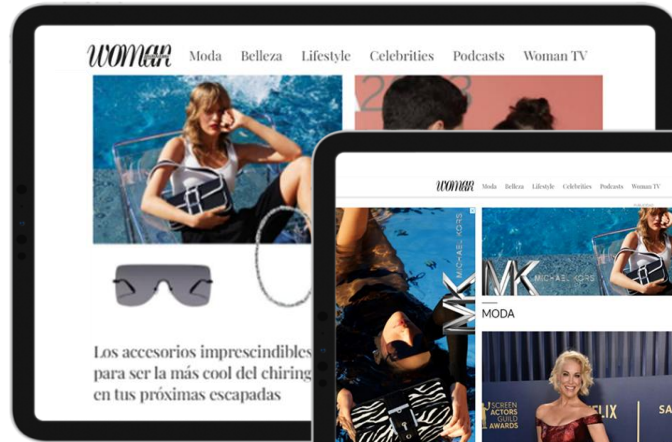 woman
Moda Belleza Lifestyle Celebrities Podcasts Woman TV
Los accesorios imprescindibles
para ser la más cool del chiring
en tus próximas escapadas
woman
Moda Belleza Lifestyle Celebrities Podcasts Woman TV
MICHAEL KORS
MK
MK
MICHAEL KORS
MODA
SCREEN
ACTORS
GUILD
AWARDS
FLIX
SA